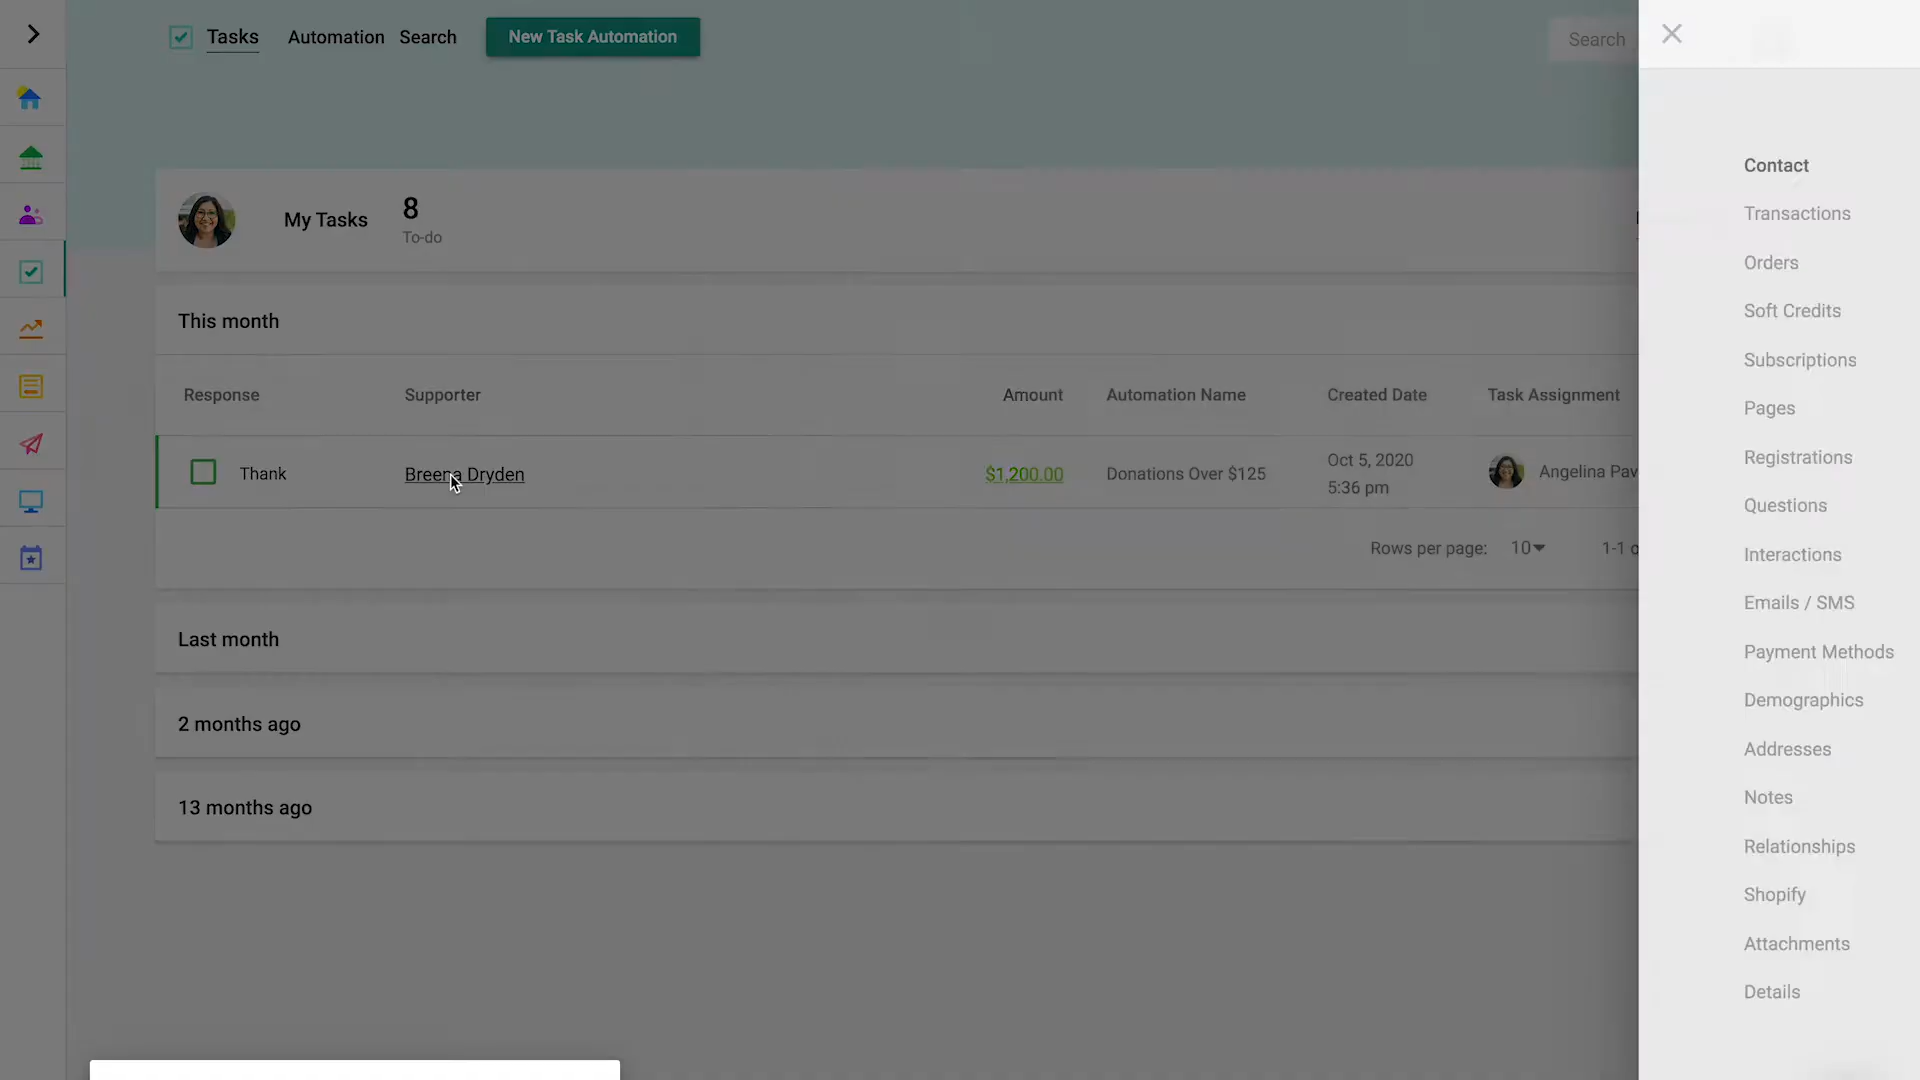 Tasks Automation Search New Task Automation
Search
My Tasks
8
To-do
This month
Response Supporter Amount Automation Name Created Date Task Assignment
Thank Breena Dryden $1,200.00 Donations Over $125 Oct 5, 2020
5:36 pm
Angelina Pav
Rows per page: 10 1-1
Last month
2 months ago
13 months ago
Contact
Transactions
Orders
Soft Credits
Subscriptions
Pages
Registrations
Questions
Interactions
Emails / SMS
Payment Methods
Demographics
Addresses
Notes
Relationships
Shopify
Attachments
Details